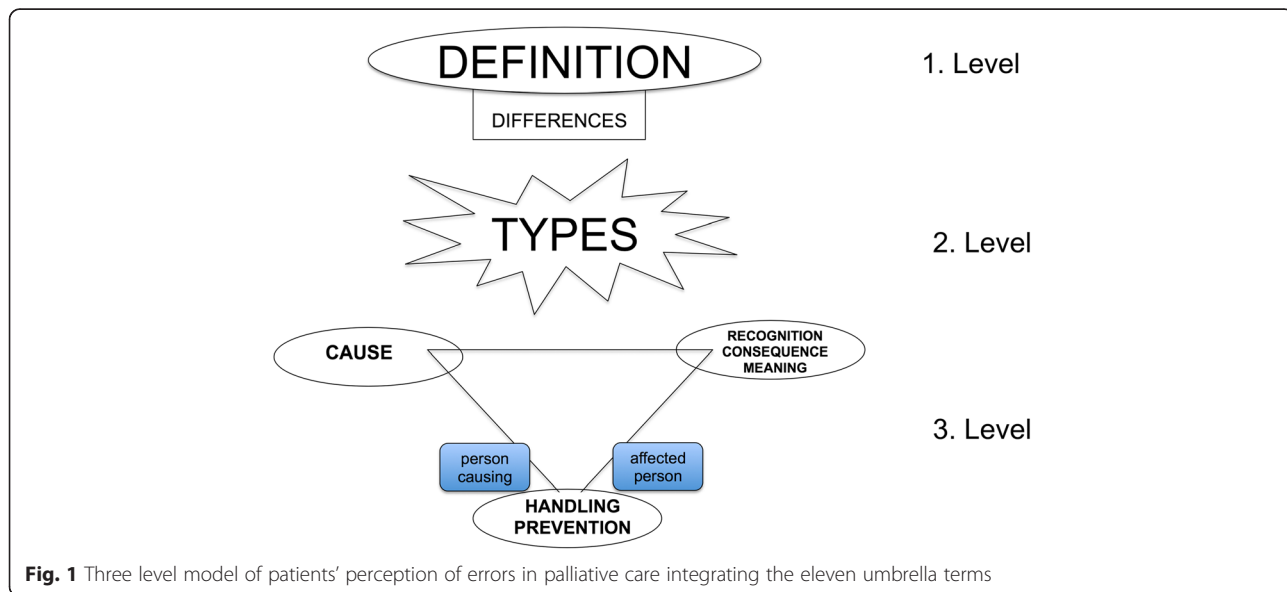 DEFINITION
1. Level
DIFFERENCES
TYPES
2. Level
CAUSE
RECOGNITION
CONSEQUENCE
MEANING
3. Level
person
causing
affected
person
HANDLING
PREVENTION
Fig. 1 Three level model of patients’ perception of errors in palliative care integrating the eleven umbrella terms